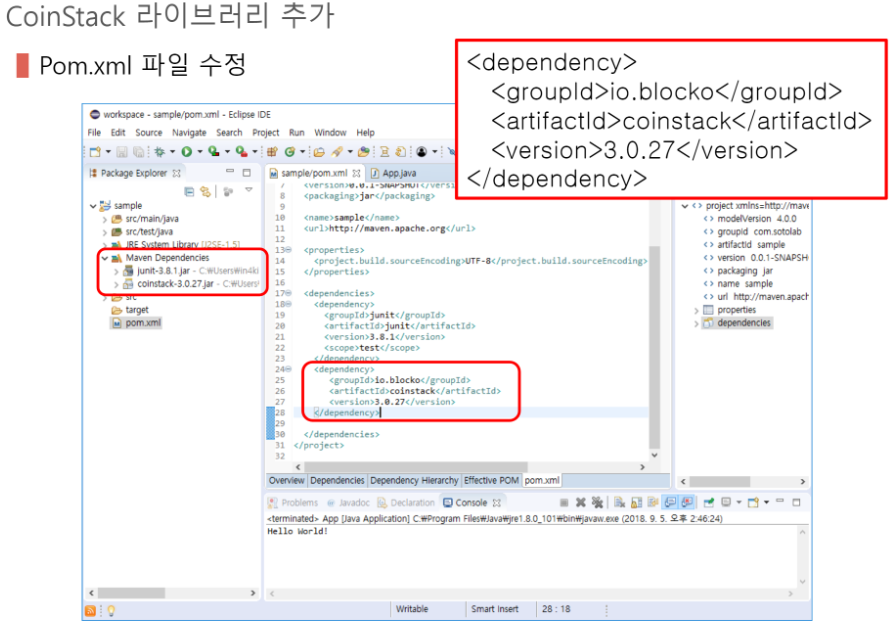 CoinStack 라이브러리 추가
Pom.xml 파일 수정
<dependency>
<groupId>io.blocko</groupId>
<artifactId>coinstack</artifactId>
<version>3.0.27</version>
</dependency>
workspace - sample/pom.xml - Eclipse IDE
File Edit Source Navigate Search Project Run Window Help
Package Explorer
sample
src/main/java
src/test/java
JRE System Library [J2SE-1.5]
Maven Dependencies
junit-3.8.1.jar - C:₩Users₩in4kl
coinstack-3.0.27.jar - C:₩Users₩
src
target
pom.xml
sample/pom.xml App.java
7 <version>0.0.1-SNAPSHOT</versi
8 <packaging>jar</packaging>
9
10 <name>sample</name>
11 <url>http://maven.apache.org</url>
12
13 <properties>
14 <project.build.sourceEncoding>UTF-8</project.build.sourceEncoding>
15 </properties>
16
17 <dependencies>
18 <dependency>
19 <groupId>junit</groupId>
20 <artifactId>junit</artifactId>
21 <version>3.8.1</version>
22 <scope>test</scope>
23 </dependency>
24 <dependency>
25 <groupId>io.blocko</groupId>
26 <artifactId>coinstack</artifactId>
27 <version>3.0.27</version>
28 </dependency>
29
30 </dependencies>
31 </project>
32
Overview Dependencies Dependency Hierarchy Effective POM pom.xml
project xmlns=http://mave
modelVersion 4.0.0
groupId com.sotolab
artifactId sample
version 0.0.1-SNAPSH
packaging jar
name sample
url http://maven.apach
properties
dependencies
Problems Javadoc Declaration Console
<terminated> App [Java Application] C:₩Program Files₩Java₩jre1.8.0_101₩bin₩javaw.exe (2018. 9. 5. 오후 2:46:24)
Hello World!
Writable Smart Insert 28 : 18